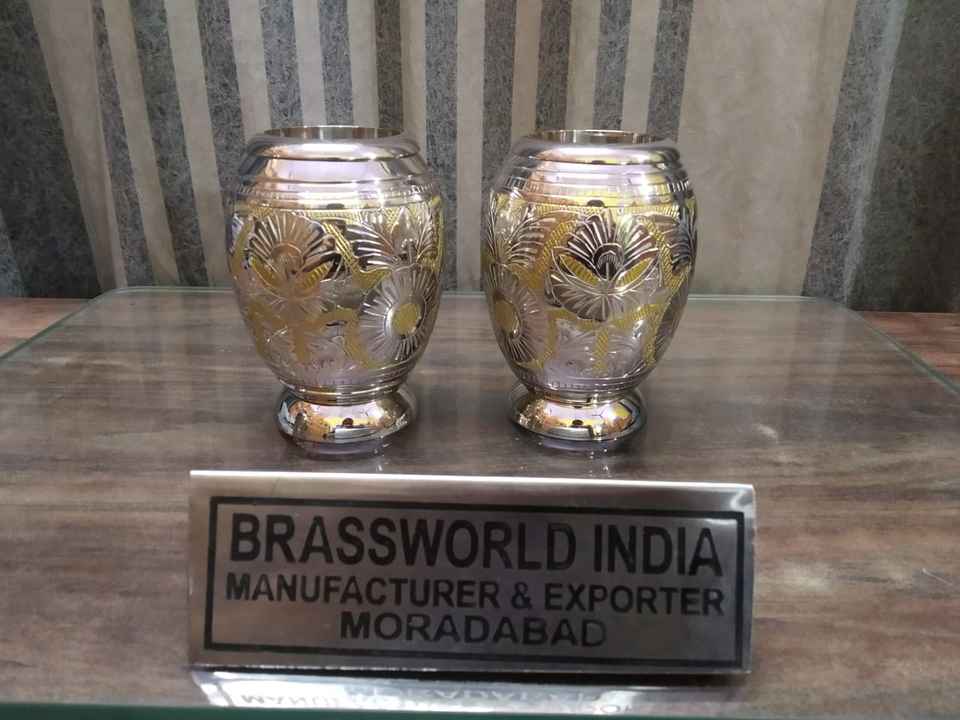 BRASSWORLD INDIA
MANUFACTURER & EXPORTER
MORADABAD